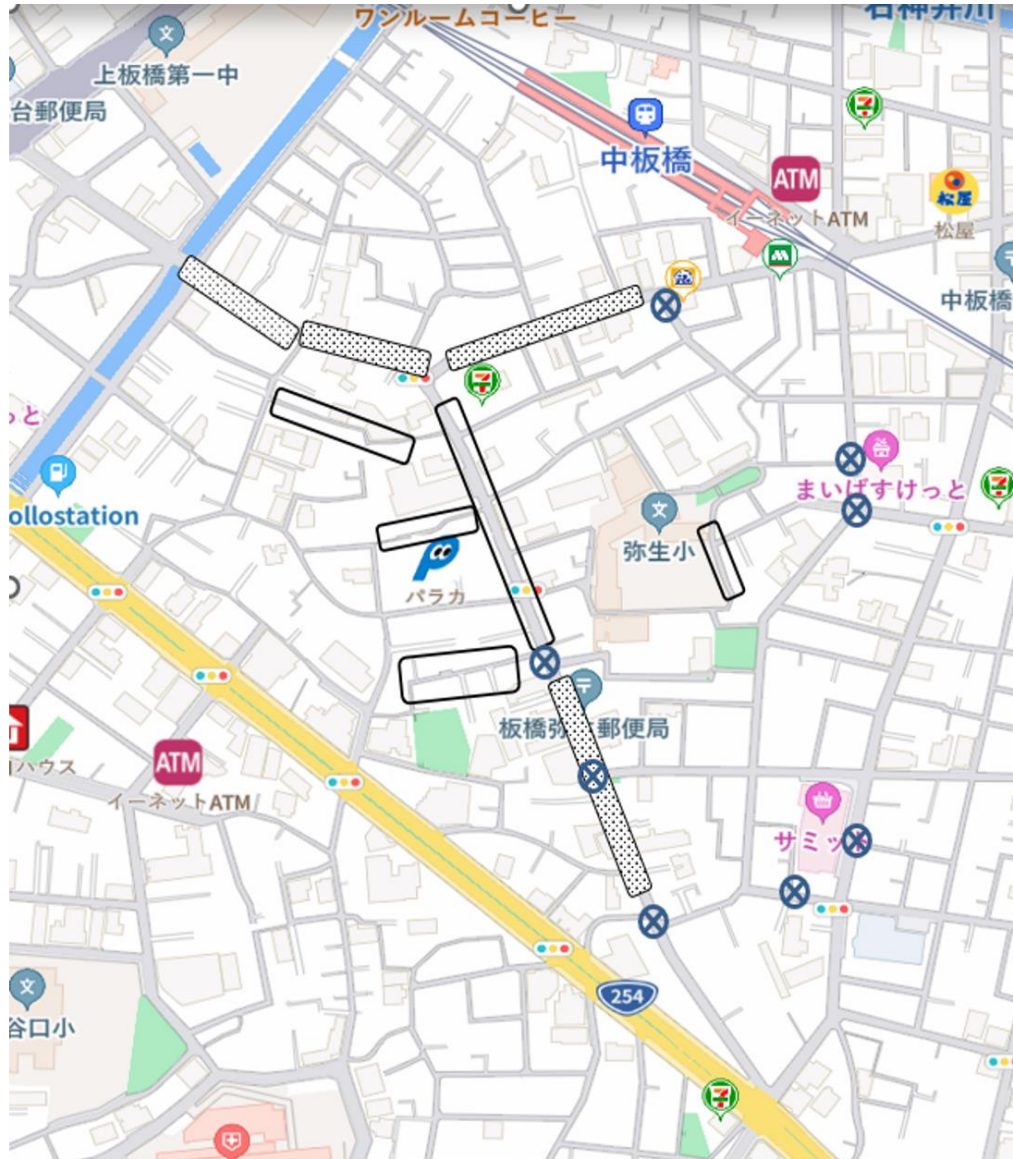 ワンルームコーヒー
石神井川
上板橋第一中
台郵便局
中板橋
ATM
イーネットATM
松屋
松屋
中板橋
っと
まいばすけっと
ollostation
弥生小
パラカ
板橋弥生郵便局
ハウス
ATM
イーネットATM
サミット
254
谷口小